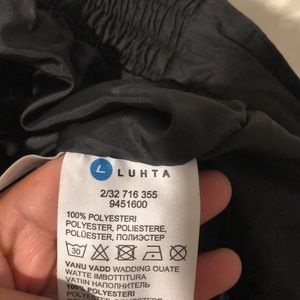 LUHTA
2/32 716 355
9451600
100% POLYESTERI
POLYESTER, POLIESTERE,
POLÜESTER, ПОЛИЭСТЕР
30
VANU VADD WADDING OUATE
WATTE IMBOTTITURA
VATIIN НАПОЛНИТЕЛЬ